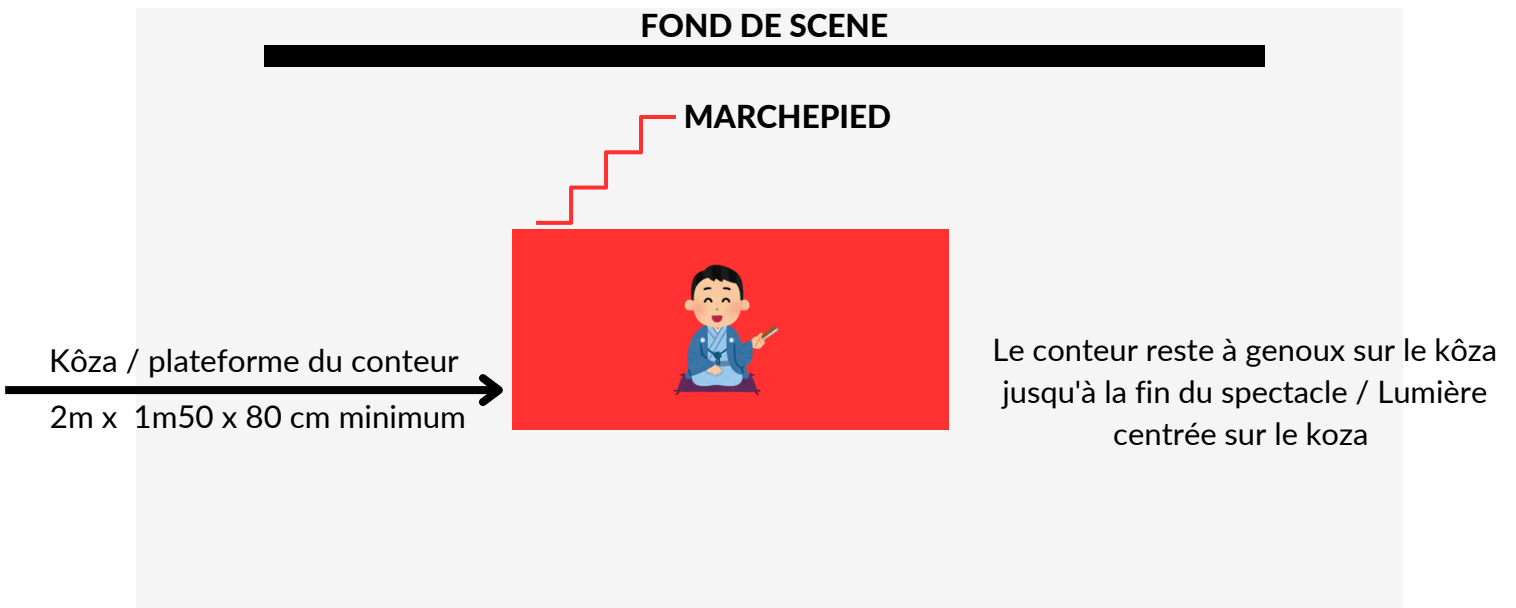 FOND DE SCENE
MARCHEPIED
Kôza / plateforme du conteur
2m x  1m50 x 80 cm minimum
Le conteur reste à genoux sur le kôza
jusqu'à la fin du spectacle / Lumière
centrée sur le koza